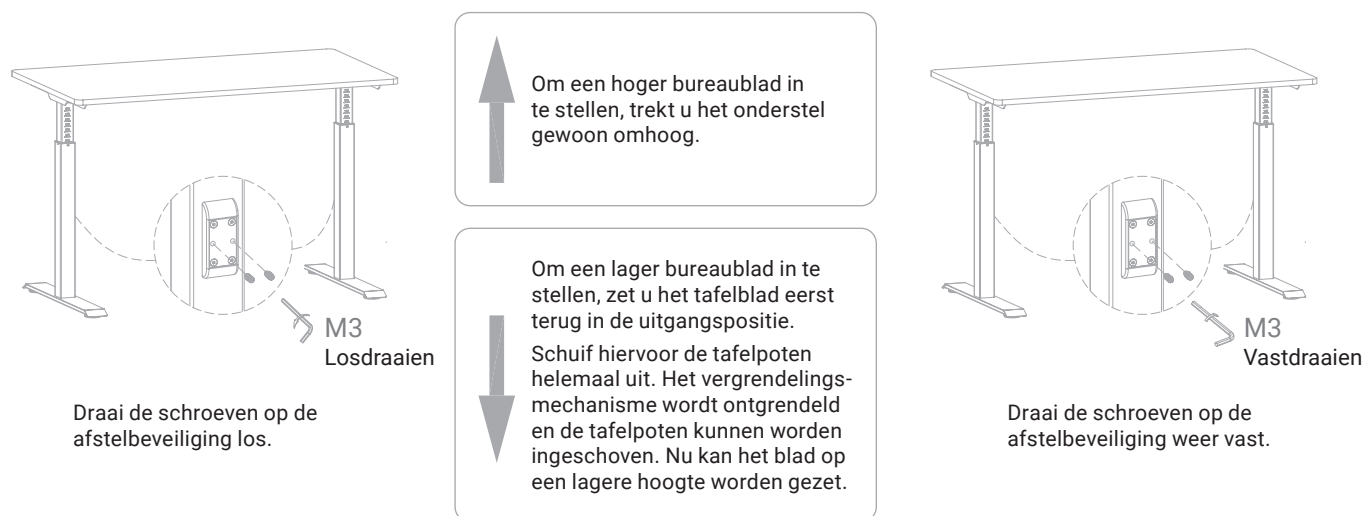 M3
Losdraaien
Draai de schroeven op de
afstelbeveiliging los.
Om een hoger bureaublad in
te stellen, trekt u het onderstel
gewoon omhoog.
Om een lager bureaublad in te
stellen, zet u het tafelblad eerst
terug in de uitgangspositie.
Schuif hiervoor de tafelpoten
helemaal uit. Het vergrendelings-
mechanisme wordt ontgrendeld
en de tafelpoten kunnen worden
ingeschoven. Nu kan het blad op
een lagere hoogte worden gezet.
M3
Vastdraaien
Draai de schroeven op de
afstelbeveiliging weer vast.